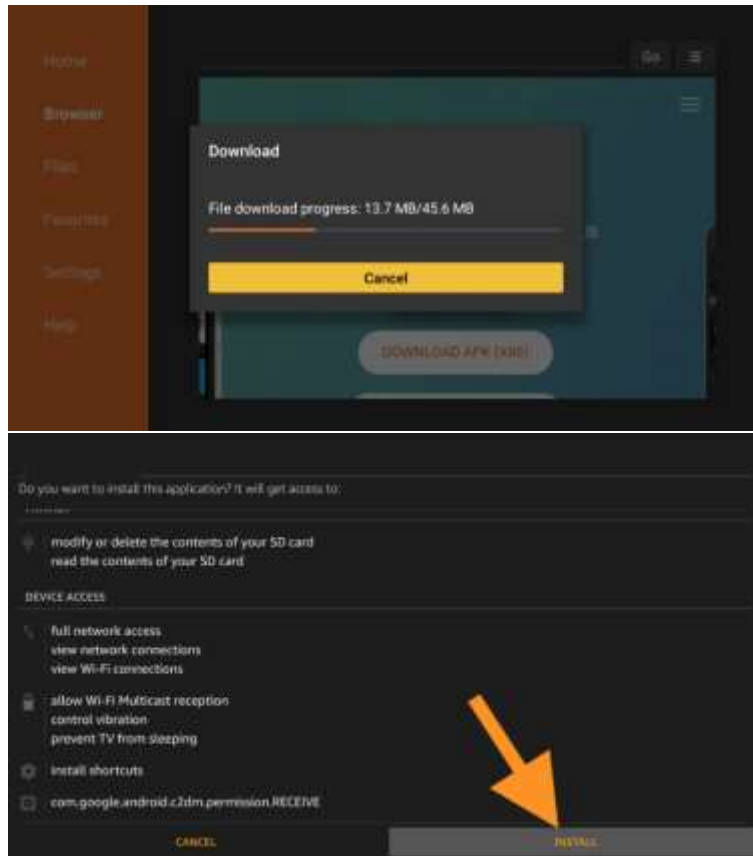 Home
Go
Browser
Files
Favorites
Settings
Help
Download
File download progress: 13.7 MB/45.6 MB
Cancel
DOWNLOAD APK
Do you want to install this application? It will get access to:
modify or delete the contents of your SD card
read the contents of your SD card
DEVICE ACCESS
full network access
view network connections
view Wi-Fi connections
allow Wi-Fi Multicast reception
control vibration
prevent TV from sleeping
install shortcuts
com.google.android.c2dm.permission.RECEIVE
CANCEL
INSTALL